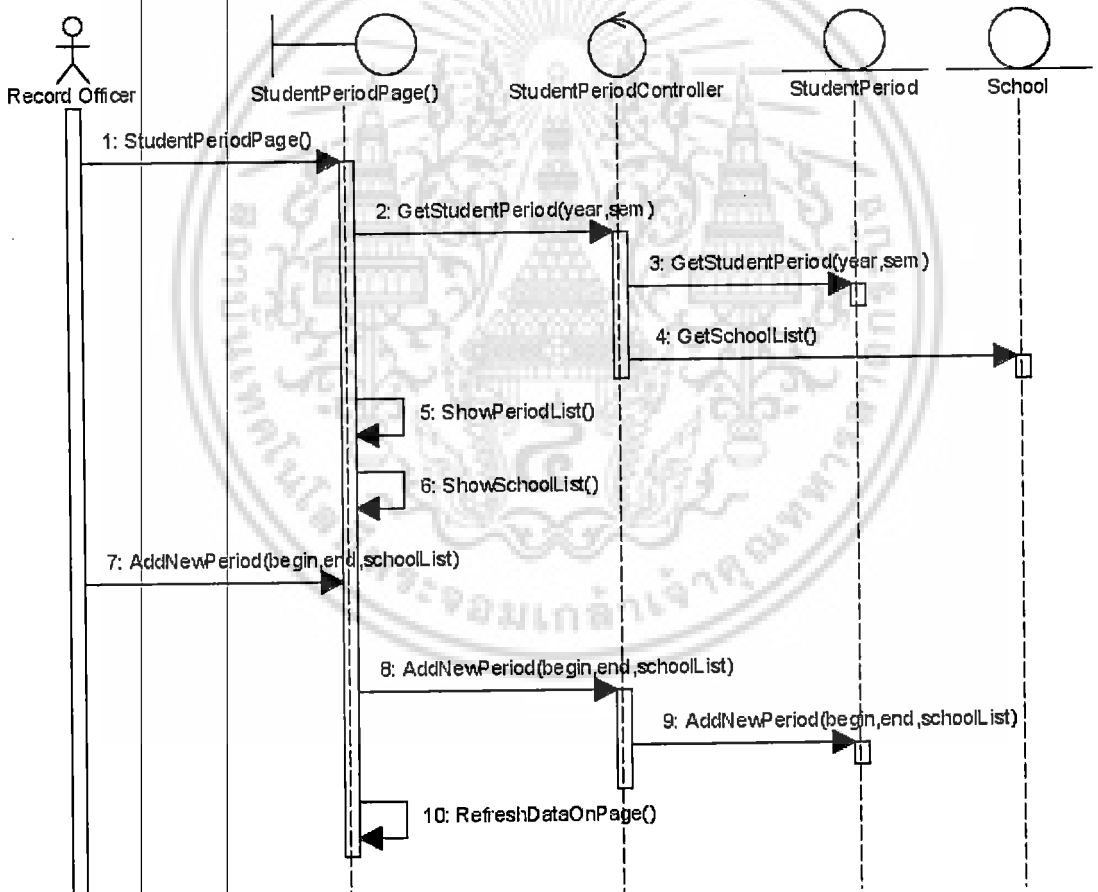 Record Officer
StudentPeriodPage()
StudentPeriodController
StudentPeriod
School
1: StudentPeriodPage()
2: GetStudentPeriod(year,sem )
3: GetStudentPeriod(year,sem )
4: GetSchoolList()
5: ShowPeriodList()
6: ShowSchoolList()
7: AddNewPeriod(begin,end,schoolList)
8: AddNewPeriod(begin,end,schoolList)
9: AddNewPeriod(begin,end,schoolList)
10: RefreshDataOnPage()